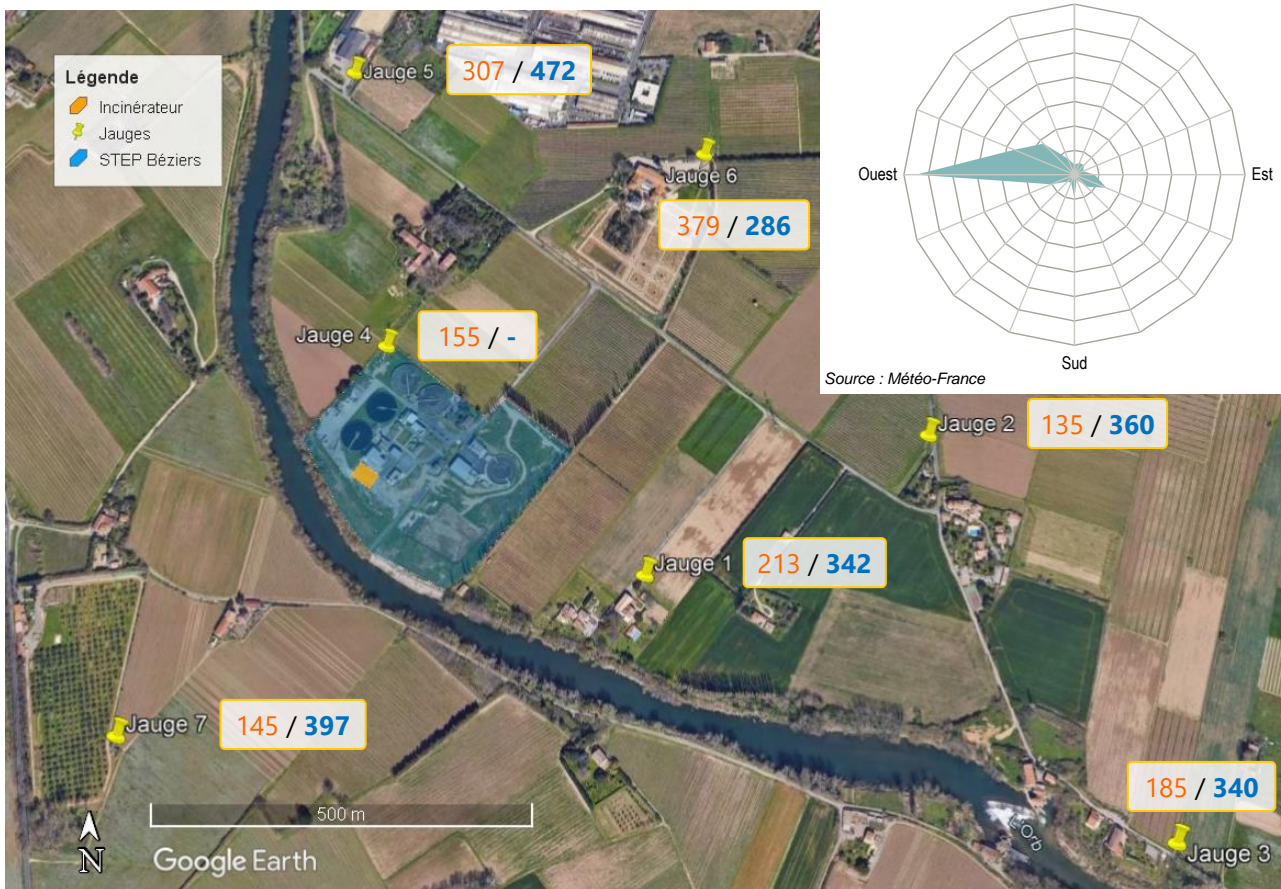 Légende
Incinérateur
Jauges
STEP Béziers
Jauge 5
307 / 472
Jauge 6
379 / 286
Ouest
Est
Sud
Source : Météo-France
Jauge 4
155 / -
Jauge 2
135 / 360
Jauge 1
213 / 342
Jauge 7
145 / 397
185 / 340
Jauge 3
L'Orb
500 m
N
Google Earth